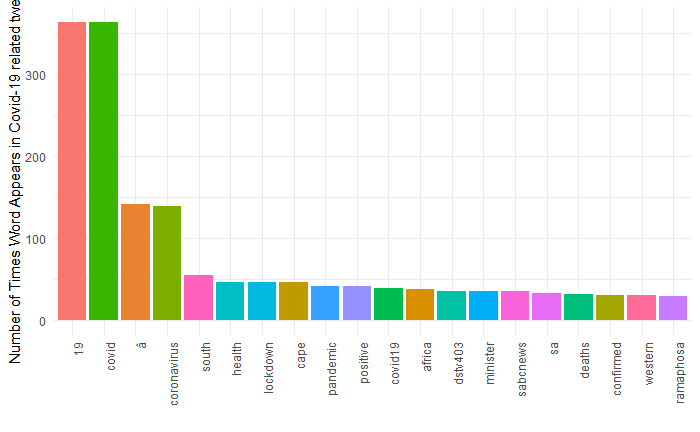 Number of Times Word Appears in Covid-19 related twe
300
200
100
0
19
covid
â
coronavirus
south
health
lockdown
cape
pandemic
positive
covid19
africa
dstv403
minister
sabcnews
sa
deaths
confirmed
western
ramaphosa